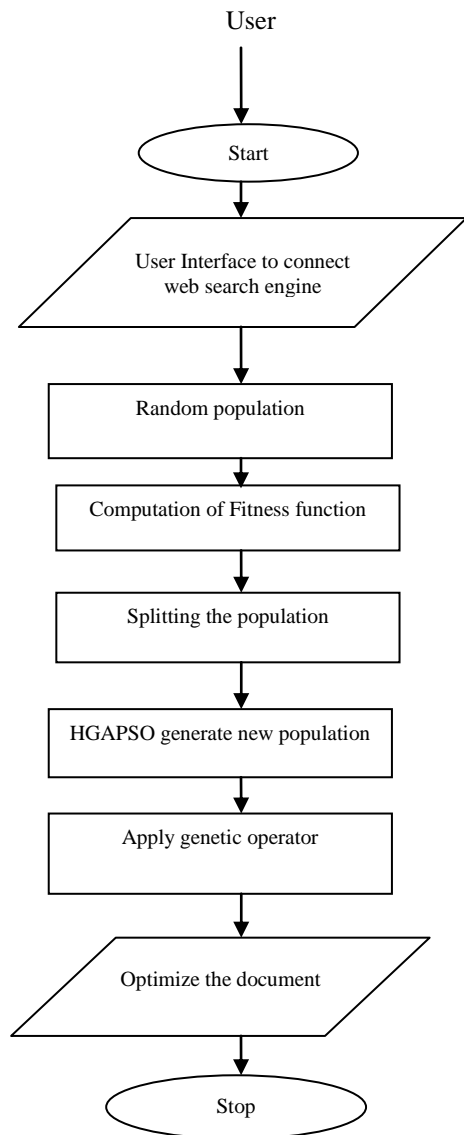 User
Start
User Interface to connect
web search engine
Random population
Computation of Fitness function
Splitting the population
HGAPSO generate new population
Apply genetic operator
Optimize the document
Stop